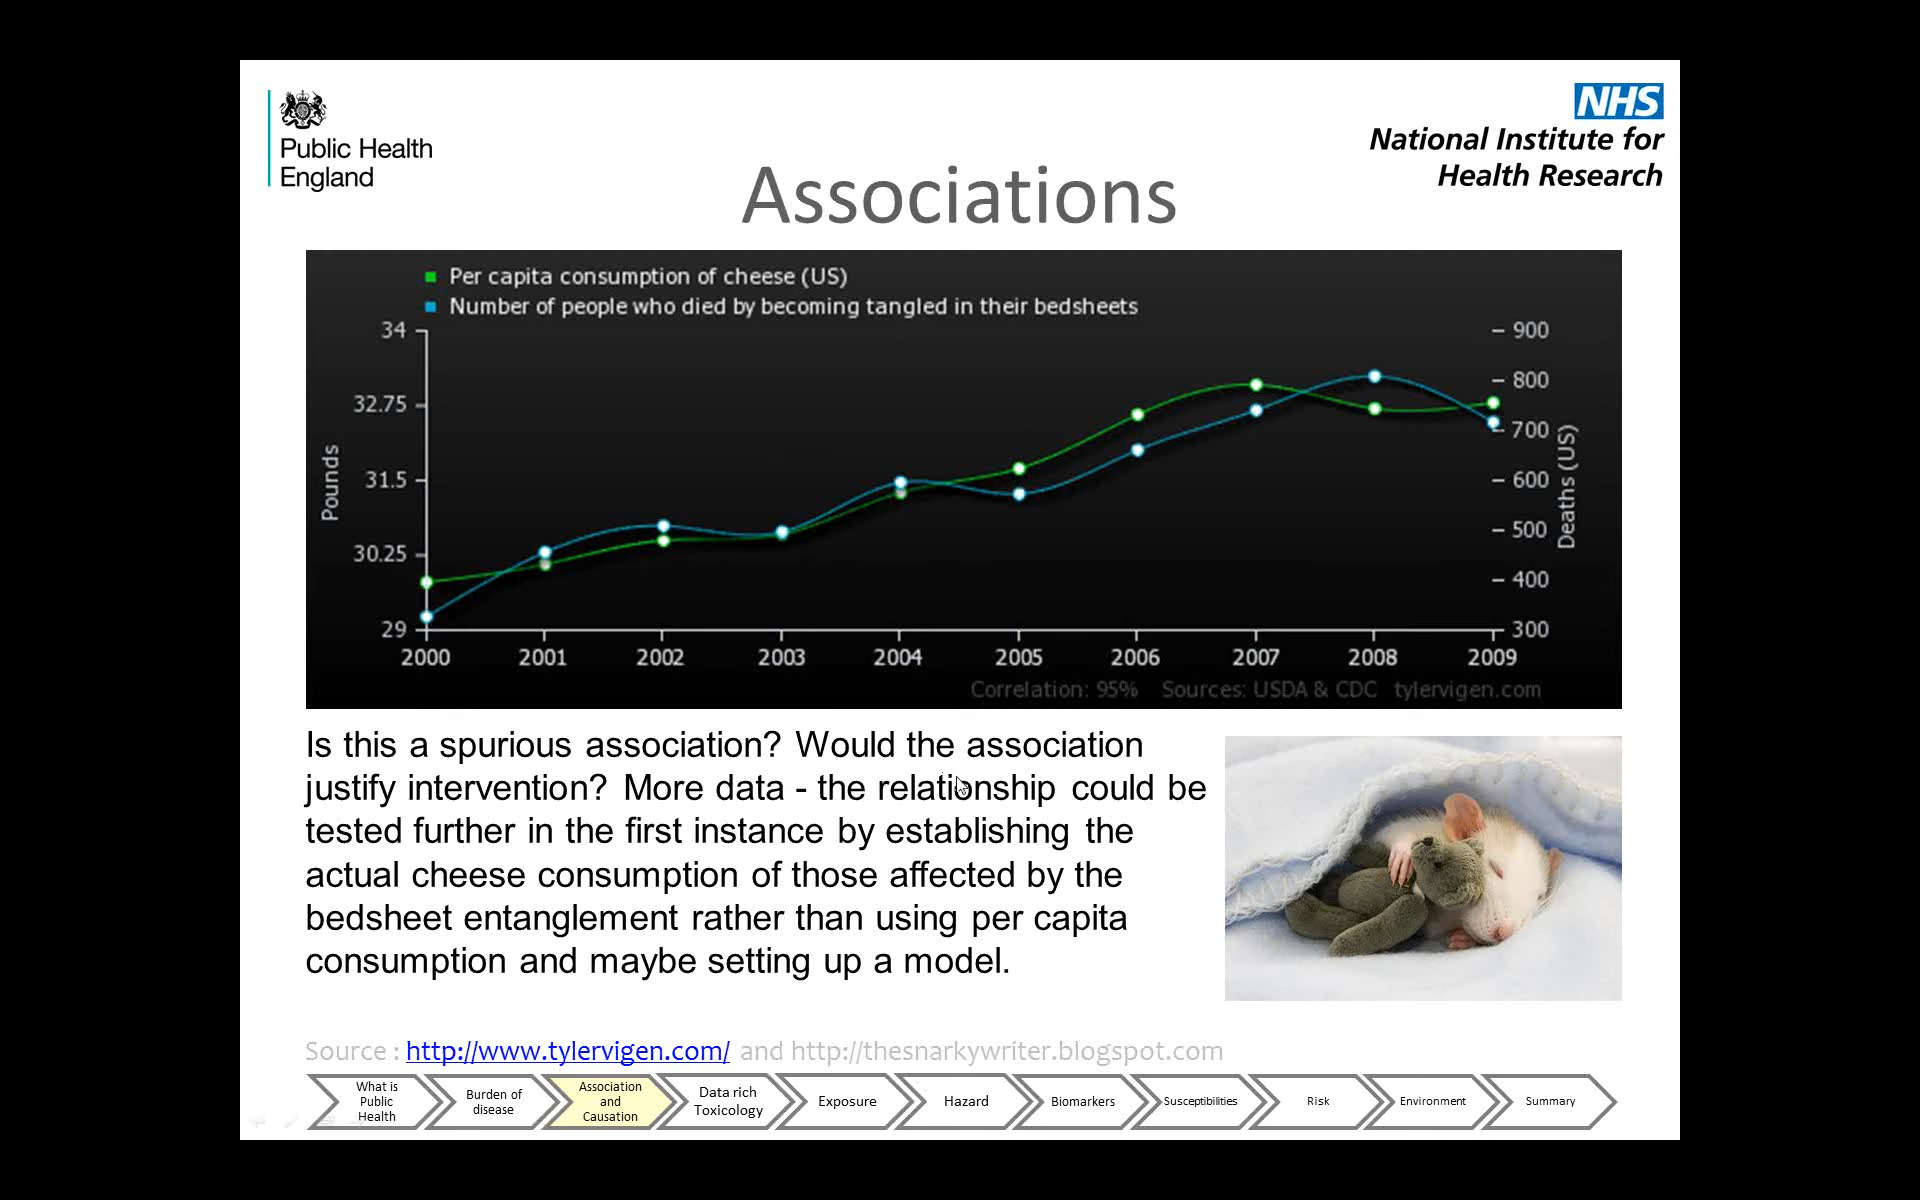 Public Health
England
NHS
National Institute for
Health Research
Associations
Per capita consumption of cheese (US)
Number of people who died by becoming tangled in their bedsheets
34
32.75
31.5
30.25
29
Pounds
900
800
700
600
500
400
300
Deaths (US)
2000 2001 2002 2003 2004 2005 2006 2007 2008 2009
Correlation: 95% Sources: USDA & CDC tylervigen.com
Is this a spurious association? Would the association
justify intervention? More data - the relationship could be
tested further in the first instance by establishing the
actual cheese consumption of those affected by the
bedsheet entanglement rather than using per capita
consumption and maybe setting up a model.
Source : http://www.tylervigen.com/ and http://thesnarkywriter.blogspot.com
What is
Public
Health
Burden of
disease
Association
and
Causation
Data rich
Toxicology
Exposure
Hazard
Biomarkers
Susceptibilities
Risk
Environment
Summary